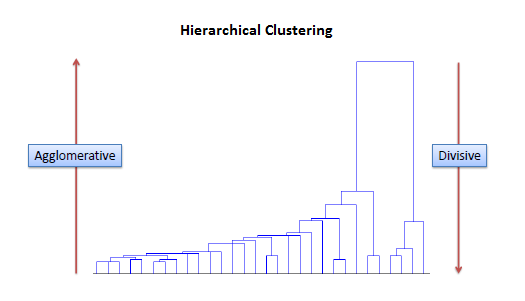 Hierarchical Clustering
Agglomerative
Divisive